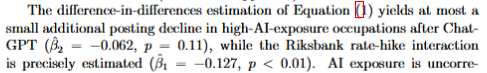 The difference-in-differences estimation of Equation (1) yields at most a
small additional posting decline in high-AI-exposure occupations after Chat-
GPT (β̂₂ = −0.062, p = 0.11), while the Riksbank rate-hike interaction
is precisely estimated (β̂₁ = −0.127, p < 0.01). AI exposure is uncorre-